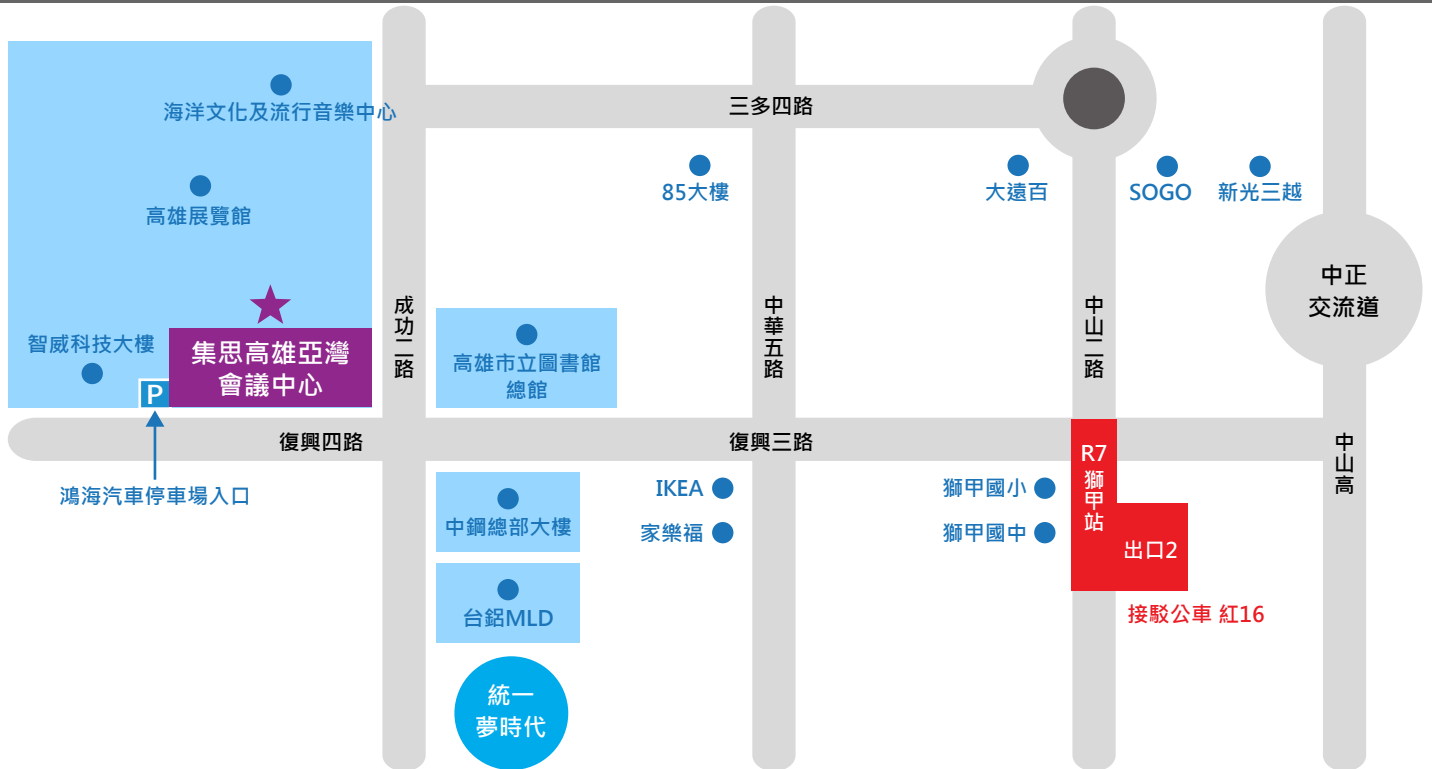 海洋文化及流行音樂中心
三多四路
85大樓
大遠百
SOGO
新光三越
高雄展覽館
中正
交流道
成功二路
中華五路
中山二路
智威科技大樓
集思高雄亞灣
會議中心
P
高雄市立圖書館
總館
復興四路
復興三路
中山高
R7
獅甲站
鴻海汽車停車場入口
IKEA
獅甲國小
中鋼總部大樓
家樂福
獅甲國中
出口2
台鋁MLD
接駁公車 紅16
統一
夢時代